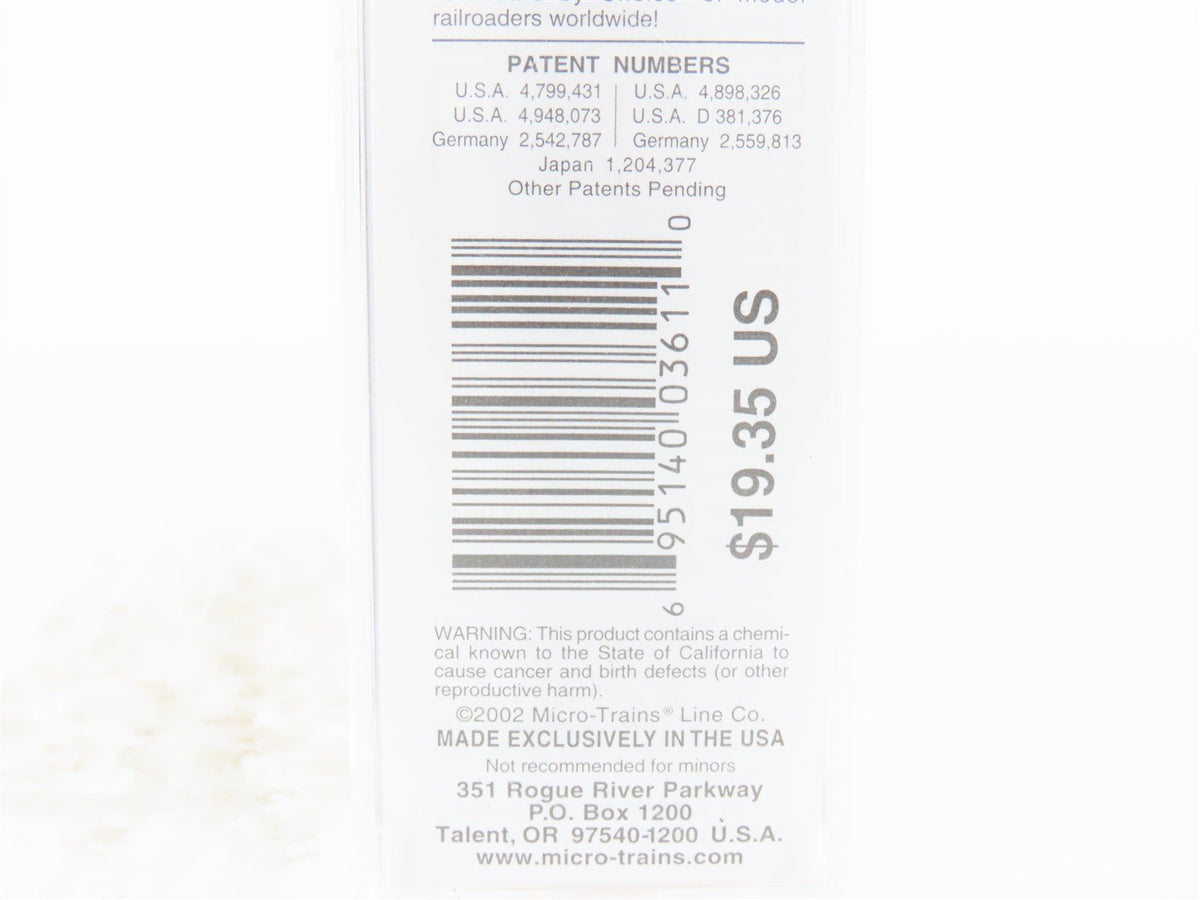 railroaders worldwide!
PATENT NUMBERS
U.S.A. 4,799,431 | U.S.A. 4,898,326
U.S.A. 4,948,073 | U.S.A. D 381,376
Germany 2,542,787 | Germany 2,559,813
Japan 1,204,377
Other Patents Pending
6 95140 03611 0
$19.35 US
WARNING: This product contains a chemi-
cal known to the State of California to
cause cancer and birth defects (or other
reproductive harm).
©2002 Micro-Trains® Line Co.
MADE EXCLUSIVELY IN THE USA
Not recommended for minors
351 Rogue River Parkway
P.O. Box 1200
Talent, OR 97540-1200 U.S.A.
www.micro-trains.com